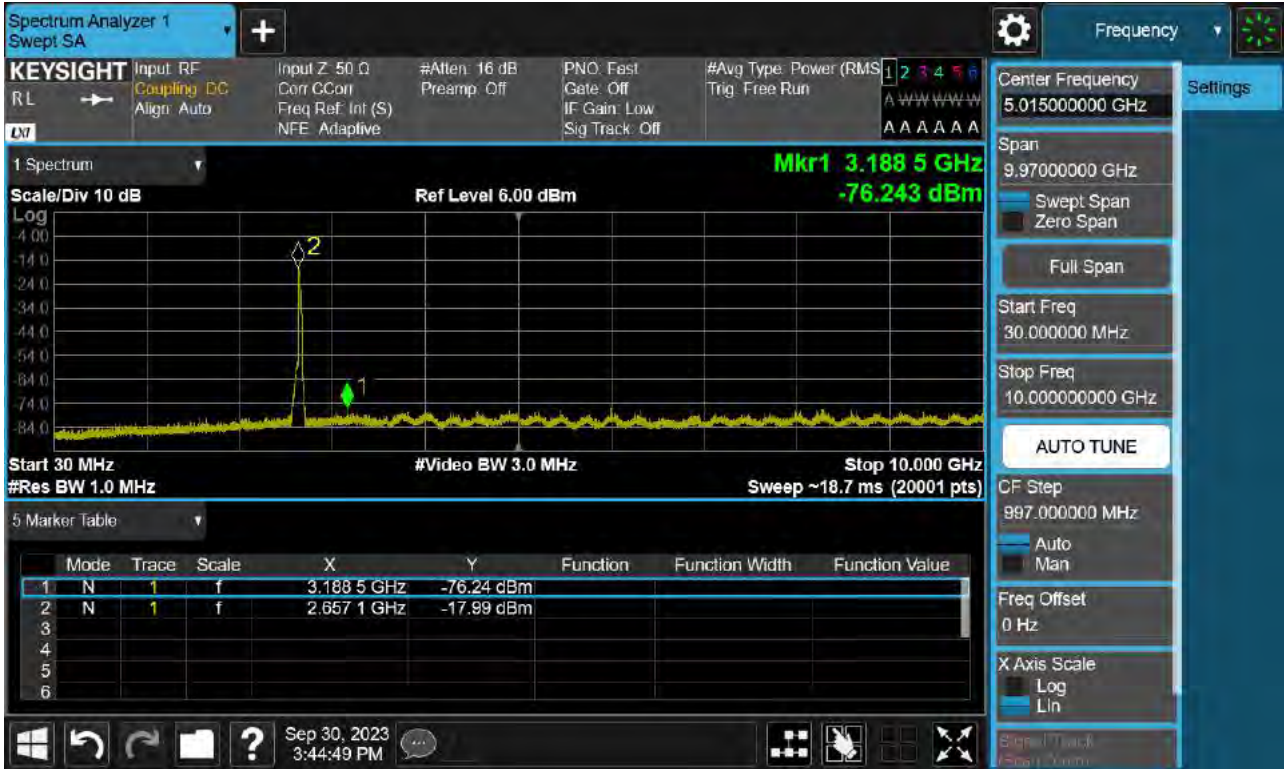 Spectrum Analyzer 1
Swept SA
+
Frequency
KEYSIGHT
RL
LXI
Input: RF
Coupling: DC
Align: Auto
Input Z: 50 Ω
Corr CCorr
Freq Ref: Int (S)
NFE: Adaptive
#Atten: 16 dB
Preamp: Off
PNO: Fast
Gate: Off
IF Gain: Low
Sig Track: Off
#Avg Type: Power (RMS
Trig: Free Run
1 2 3 4 5 6
A W W W W W
A A A A A A
1 Spectrum
Scale/Div 10 dB
Ref Level 6.00 dBm
Mkr1 3.188 5 GHz
-76.243 dBm
Log
-4.00
-14.0
-24.0
-34.0
-44.0
-54.0
-64.0
-74.0
-84.0
2
1
Start 30 MHz
#Res BW 1.0 MHz
#Video BW 3.0 MHz
Stop 10.000 GHz
Sweep ~18.7 ms (20001 pts)
5 Marker Table
Mode Trace Scale X Y Function Function Width Function Value
1 N 1 f 3.188 5 GHz -76.24 dBm
2 N 1 f 2.657 1 GHz -17.99 dBm
3
4
5
6
Sep 30, 2023
3:44:49 PM
?
Center Frequency
5.015000000 GHz
Settings
Span
9.97000000 GHz
Swept Span
Zero Span
Full Span
Start Freq
30.000000 MHz
Stop Freq
10.000000000 GHz
AUTO TUNE
CF Step
997.000000 MHz
Auto
Man
Freq Offset
0 Hz
X Axis Scale
Log
Lin
Signal Track